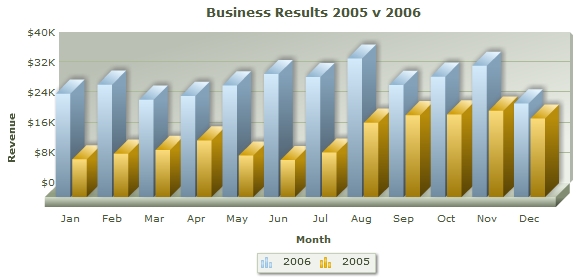 Business Results 2005 v 2006
$40K
$32K
$24K
$16K
$8K
$0
Revenue
Jan Feb Mar Apr May Jun Jul Aug Sep Oct Nov Dec
Month
2006 2005